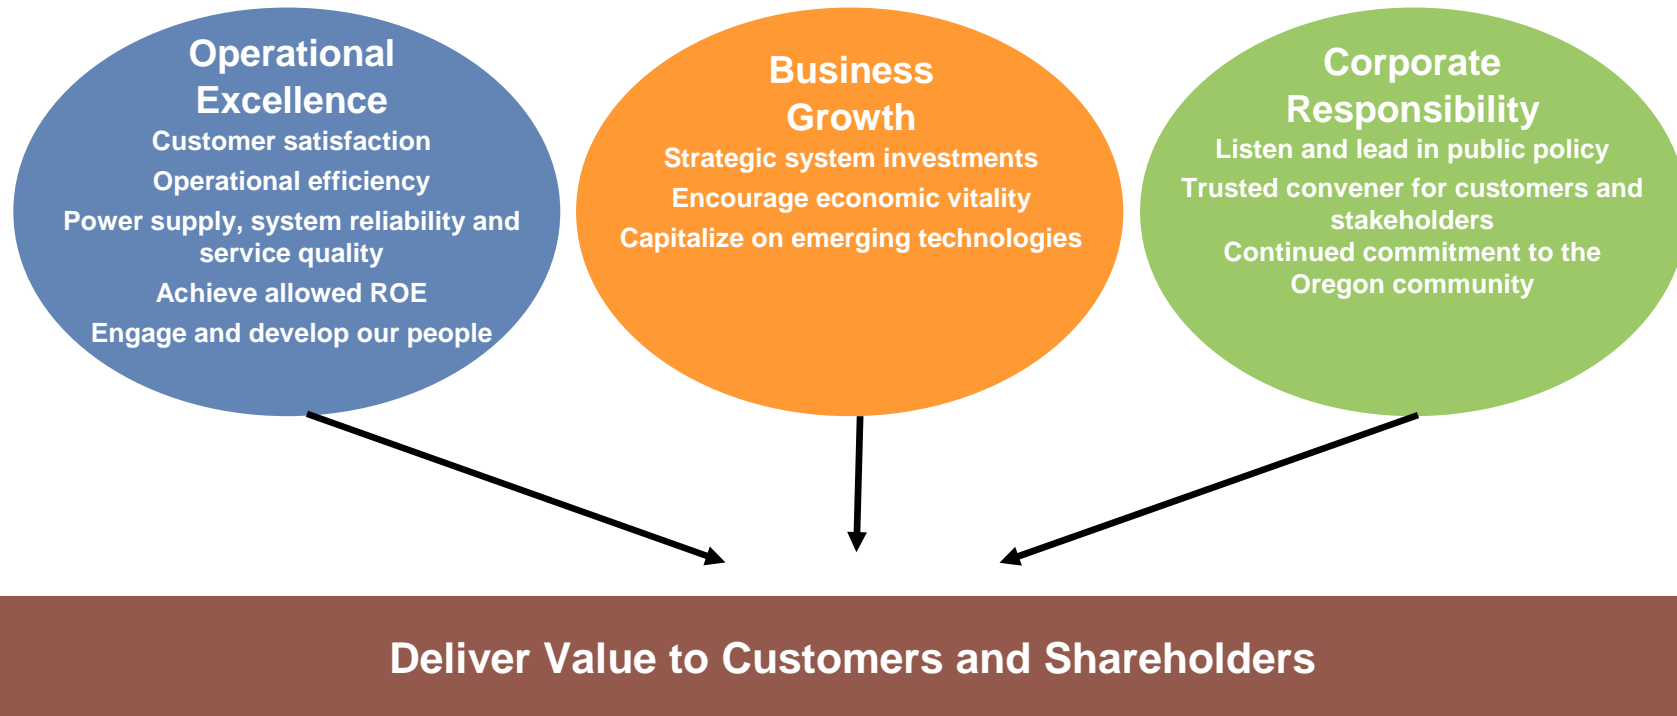 Operational
Excellence
Customer satisfaction
Operational efficiency
Power supply, system reliability and
service quality
Achieve allowed ROE
Engage and develop our people
Business
Growth
Strategic system investments
Encourage economic vitality
Capitalize on emerging technologies
Corporate
Responsibility
Listen and lead in public policy
Trusted convener for customers and
stakeholders
Continued commitment to the
Oregon community
Deliver Value to Customers and Shareholders